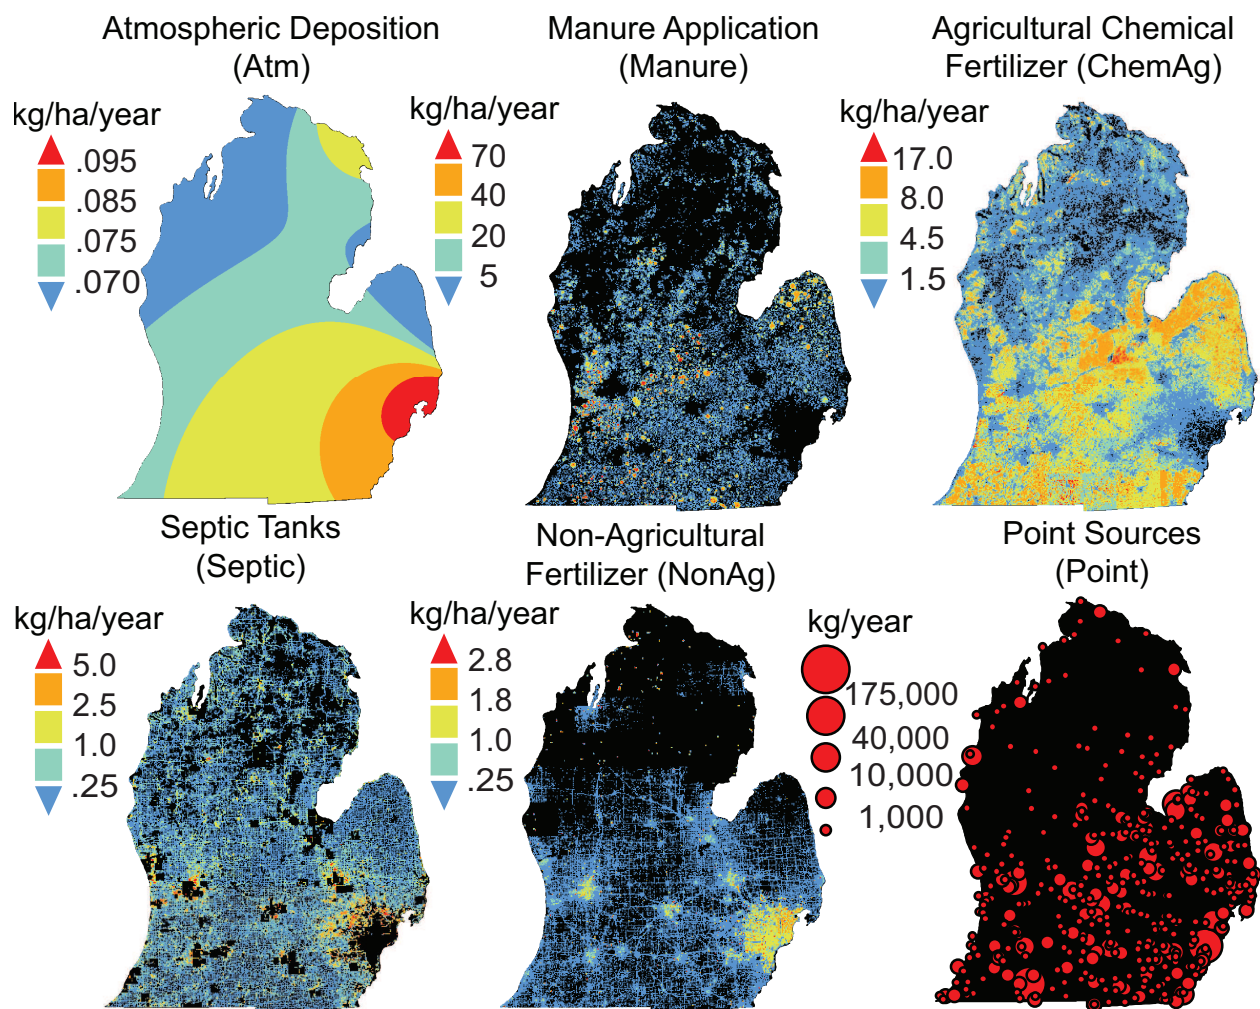 Atmospheric Deposition
(Atm)
kg/ha/year
.095
.085
.075
.070
Manure Application
(Manure)
kg/ha/year
70
40
20
5
Agricultural Chemical
Fertilizer (ChemAg)
kg/ha/year
17.0
8.0
4.5
1.5
Septic Tanks
(Septic)
kg/ha/year
5.0
2.5
1.0
.25
Non-Agricultural
Fertilizer (NonAg)
kg/ha/year
2.8
1.8
1.0
.25
Point Sources
(Point)
kg/year
175,000
40,000
10,000
1,000